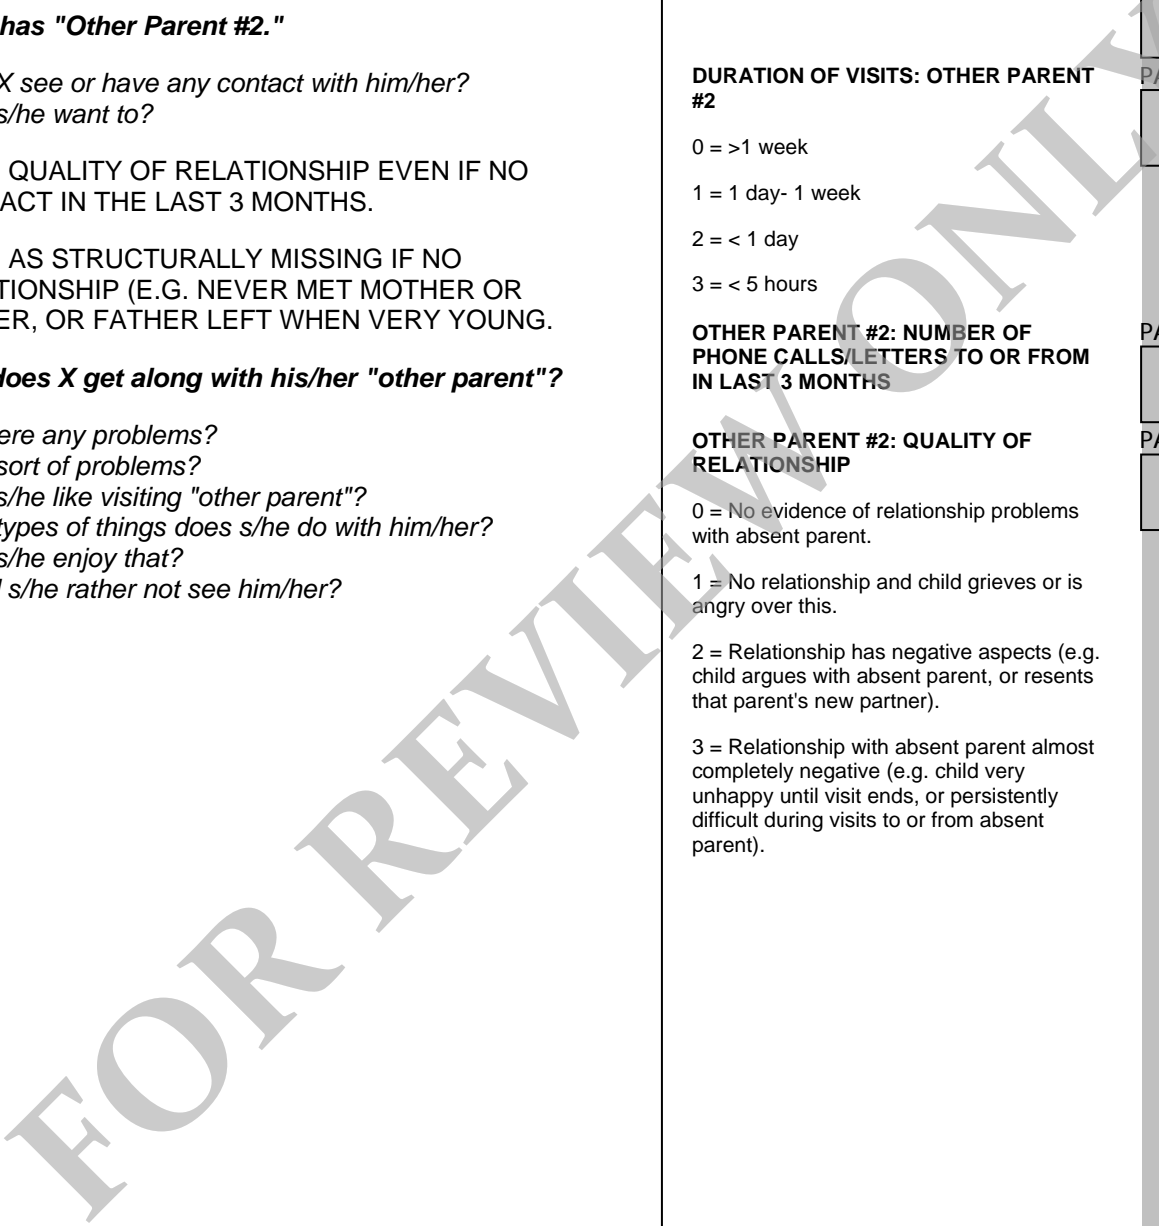 has "Other Parent #2."
X see or have any contact with him/her?
s/he want to?
QUALITY OF RELATIONSHIP EVEN IF NO
ACT IN THE LAST 3 MONTHS.
AS STRUCTURALLY MISSING IF NO
TIONSHIP (E.G. NEVER MET MOTHER OR
ER, OR FATHER LEFT WHEN VERY YOUNG.
does X get along with his/her "other parent"?
ere any problems?
sort of problems?
s/he like visiting "other parent"?
types of things does s/he do with him/her?
s/he enjoy that?
s/he rather not see him/her?
DURATION OF VISITS: OTHER PARENT
#2
0 = >1 week
1 = 1 day- 1 week
2 = < 1 day
3 = < 5 hours
OTHER PARENT #2: NUMBER OF
PHONE CALLS/LETTERS TO OR FROM
IN LAST 3 MONTHS
OTHER PARENT #2: QUALITY OF
RELATIONSHIP
0 = No evidence of relationship problems
with absent parent.
1 = No relationship and child grieves or is
angry over this.
2 = Relationship has negative aspects (e.g.
child argues with absent parent, or resents
that parent's new partner).
3 = Relationship with absent parent almost
completely negative (e.g. child very
unhappy until visit ends, or persistently
difficult during visits to or from absent
parent).
PA
PA
PA
FOR REVIEW ONLY